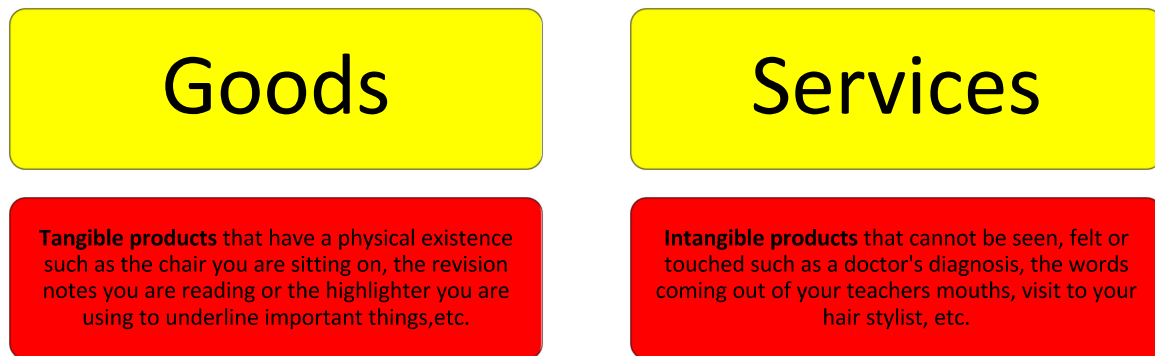 Goods
Tangible products that have a physical existence
such as the chair you are sitting on, the revision
notes you are reading or the highlighter you are
using to underline important things,etc.
Services
Intangible products that cannot be seen, felt or
touched such as a doctor's diagnosis, the words
coming out of your teachers mouths, visit to your
hair stylist, etc.